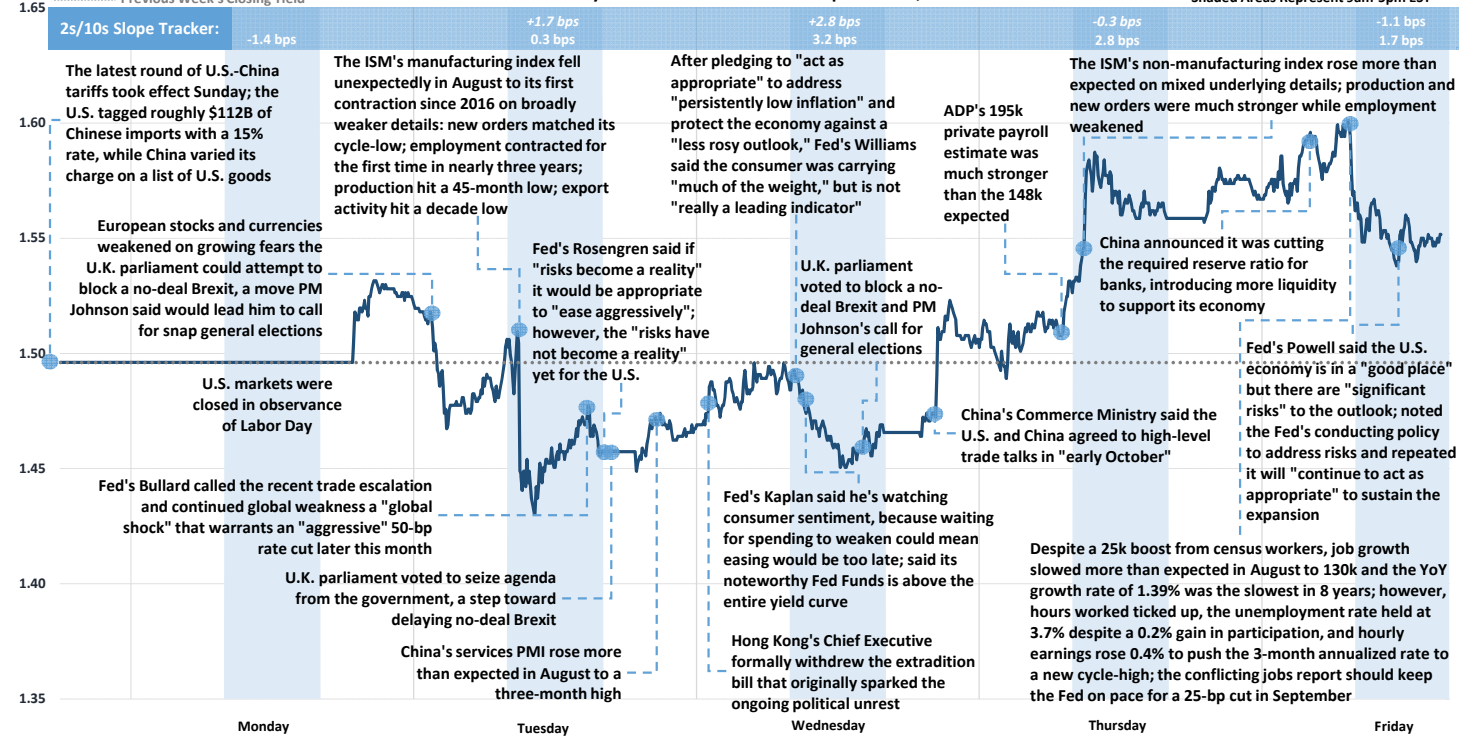 Previous Week's Closing Yield
1.65
2s/10s Slope Tracker:
-1.4 bps
+1.7 bps
0.3 bps
+2.8 bps
3.2 bps
-0.3 bps
2.8 bps
-1.1 bps
1.7 bps
The latest round of U.S.-China
tariffs took effect Sunday; the
U.S. tagged roughly $112B of
Chinese imports with a 15%
rate, while China varied its
charge on a list of U.S. goods
The ISM's manufacturing index fell
unexpectedly in August to its first
contraction since 2016 on broadly
weaker details: new orders matched its
cycle-low; employment contracted for
the first time in nearly three years;
production hit a 45-month low; export
activity hit a decade low
After pledging to "act as
appropriate" to address
"persistently low inflation" and
protect the economy against a
"less rosy outlook," Fed's Williams
said the consumer was carrying
"much of the weight," but is not
"really a leading indicator"
ADP's 195k
private payroll
estimate was
much stronger
than the 148k
expected
The ISM's non-manufacturing index rose more than
expected on mixed underlying details; production and
new orders were much stronger while employment
weakened
1.60
European stocks and currencies
weakened on growing fears the
U.K. parliament could attempt to
block a no-deal Brexit, a move PM
Johnson said would lead him to call
for snap general elections
Fed's Rosengren said if
"risks become a reality"
it would be appropriate
to "ease aggressively";
however, the "risks have
not become a reality"
yet for the U.S.
U.K. parliament
voted to block a no-
deal Brexit and PM
Johnson's call for
general elections
China announced it was cutting
the required reserve ratio for
banks, introducing more liquidity
to support its economy
1.55
1.50
U.S. markets were
closed in observance
of Labor Day
Fed's Powell said the U.S.
economy is in a "good place"
but there are "significant
risks" to the outlook; noted
the Fed's conducting policy
to address risks and repeated
it will "continue to act as
appropriate" to sustain the
expansion
China's Commerce Ministry said the
U.S. and China agreed to high-level
trade talks in "early October"
1.45
Fed's Bullard called the recent trade escalation
and continued global weakness a "global
shock" that warrants an "aggressive" 50-bp
rate cut later this month
Fed's Kaplan said he's watching
consumer sentiment, because waiting
for spending to weaken could mean
easing would be too late; said its
noteworthy Fed Funds is above the
entire yield curve
Despite a 25k boost from census workers, job growth
slowed more than expected in August to 130k and the YoY
growth rate of 1.39% was the slowest in 8 years; however,
hours worked ticked up, the unemployment rate held at
3.7% despite a 0.2% gain in participation, and hourly
earnings rose 0.4% to push the 3-month annualized rate to
a new cycle-high; the conflicting jobs report should keep
the Fed on pace for a 25-bp cut in September
1.40
U.K. parliament voted to seize agenda
from the government, a step toward
delaying no-deal Brexit
China's services PMI rose more
than expected in August to a
three-month high
Hong Kong's Chief Executive
formally withdrew the extradition
bill that originally sparked the
ongoing political unrest
1.35
Monday
Tuesday
Wednesday
Thursday
Friday